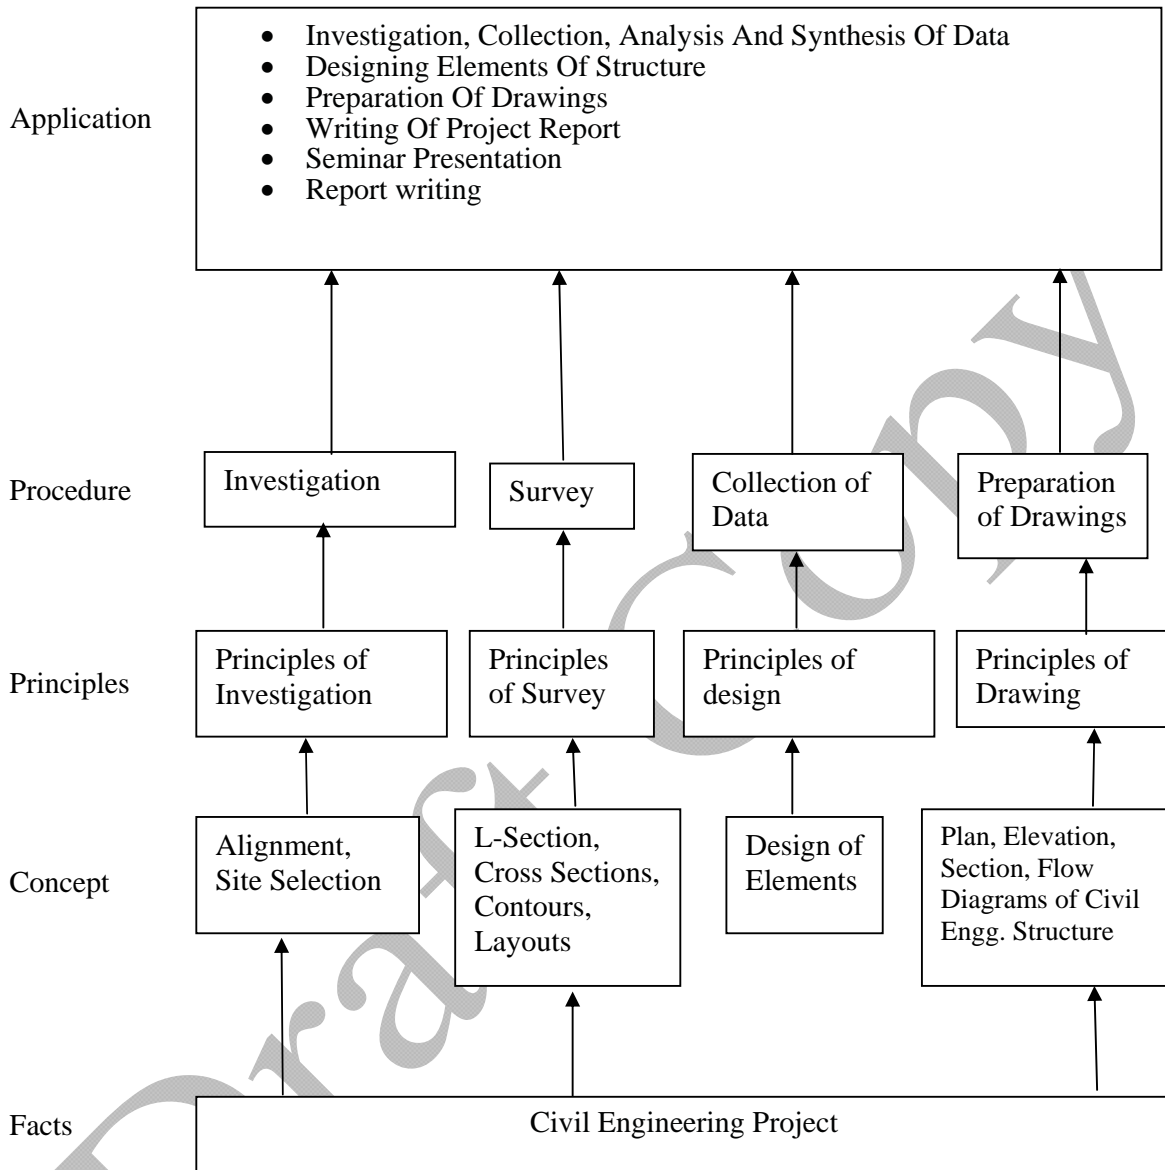 Application
• Investigation, Collection, Analysis And Synthesis Of Data
• Designing Elements Of Structure
• Preparation Of Drawings
• Writing Of Project Report
• Seminar Presentation
• Report writing
Procedure
Investigation
Survey
Collection of
Data
Preparation
of Drawings
Principles
Principles of
Investigation
Principles
of Survey
Principles of
design
Principles of
Drawing
Concept
Alignment,
Site Selection
L-Section,
Cross Sections,
Contours,
Layouts
Design of
Elements
Plan, Elevation,
Section, Flow
Diagrams of Civil
Engg. Structure
Facts
Civil Engineering Project
Draft Copy